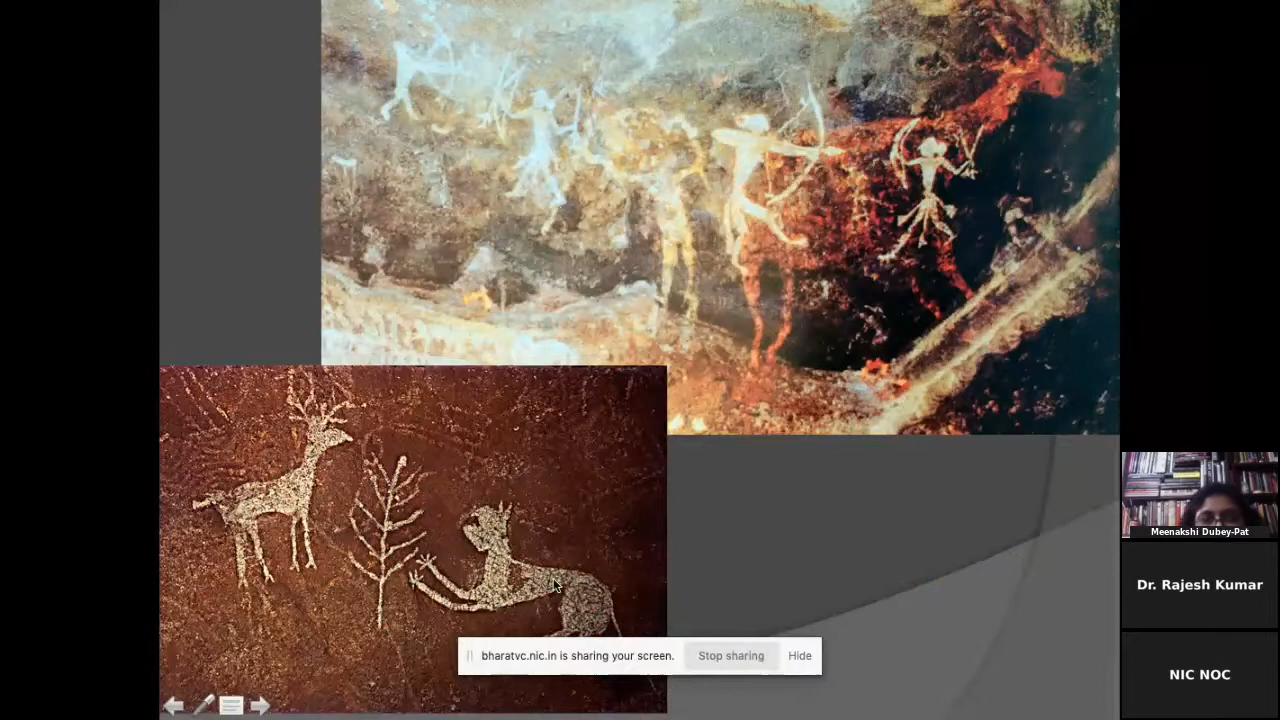 Meenakshi Dubey-Pat
Dr. Rajesh Kumar
bharatvc.nic.in is sharing your screen. Stop sharing Hide
NIC NOC